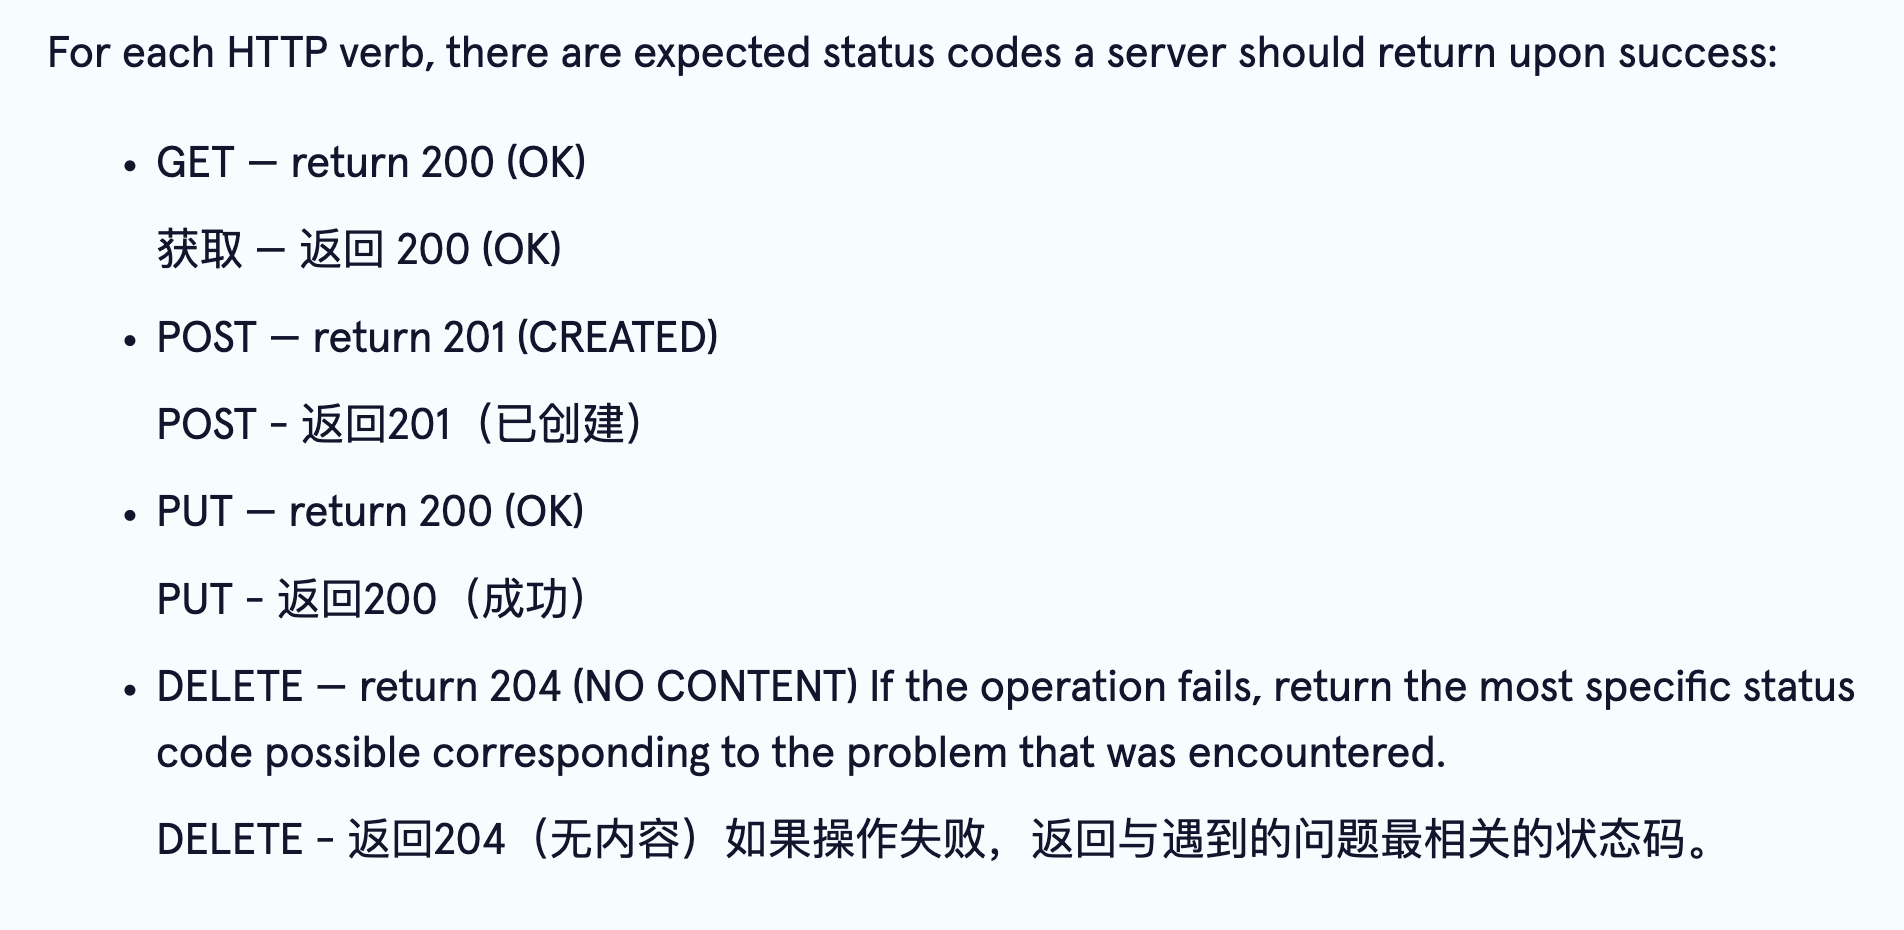 For each HTTP verb, there are expected status codes a server should return upon success:
• GET — return 200 (OK)
获取 — 返回 200 (OK)
• POST — return 201 (CREATED)
POST - 返回201（已创建）
• PUT — return 200 (OK)
PUT - 返回200（成功）
• DELETE — return 204 (NO CONTENT) If the operation fails, return the most specific status
code possible corresponding to the problem that was encountered.
DELETE - 返回204（无内容）如果操作失败，返回与遇到的问题最相关的状态码。